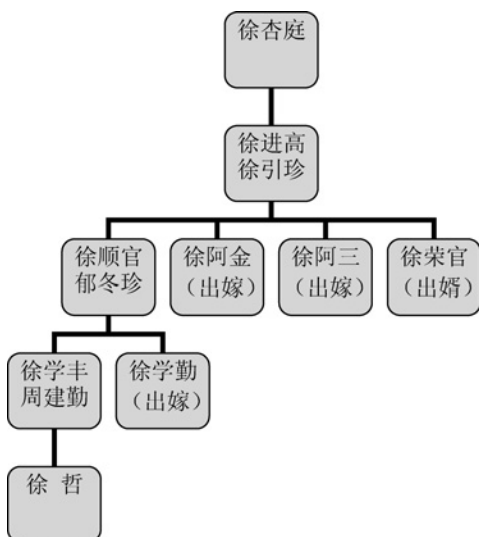 徐杏庭
徐进高
徐引珍
徐顺官
郁冬珍
徐阿金
（出嫁）
徐阿三
（出嫁）
徐荣官
（出婿）
徐学丰
周建勤
徐学勤
（出嫁）
徐 哲